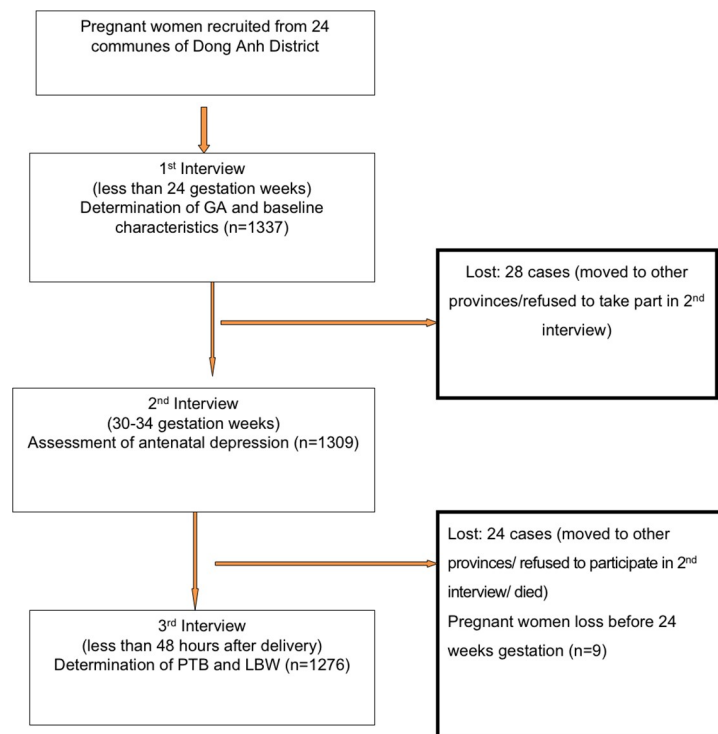 Pregnant women recruited from 24
communes of Dong Anh District
1st Interview
(less than 24 gestation weeks)
Determination of GA and baseline
characteristics (n=1337)
Lost: 28 cases (moved to other
provinces/refused to take part in 2nd
interview)
2nd Interview
(30-34 gestation weeks)
Assessment of antenatal depression (n=1309)
Lost: 24 cases (moved to other
provinces/ refused to participate in 2nd
interview/ died)
Pregnant women loss before 24
weeks gestation (n=9)
3rd Interview
(less than 48 hours after delivery)
Determination of PTB and LBW (n=1276)